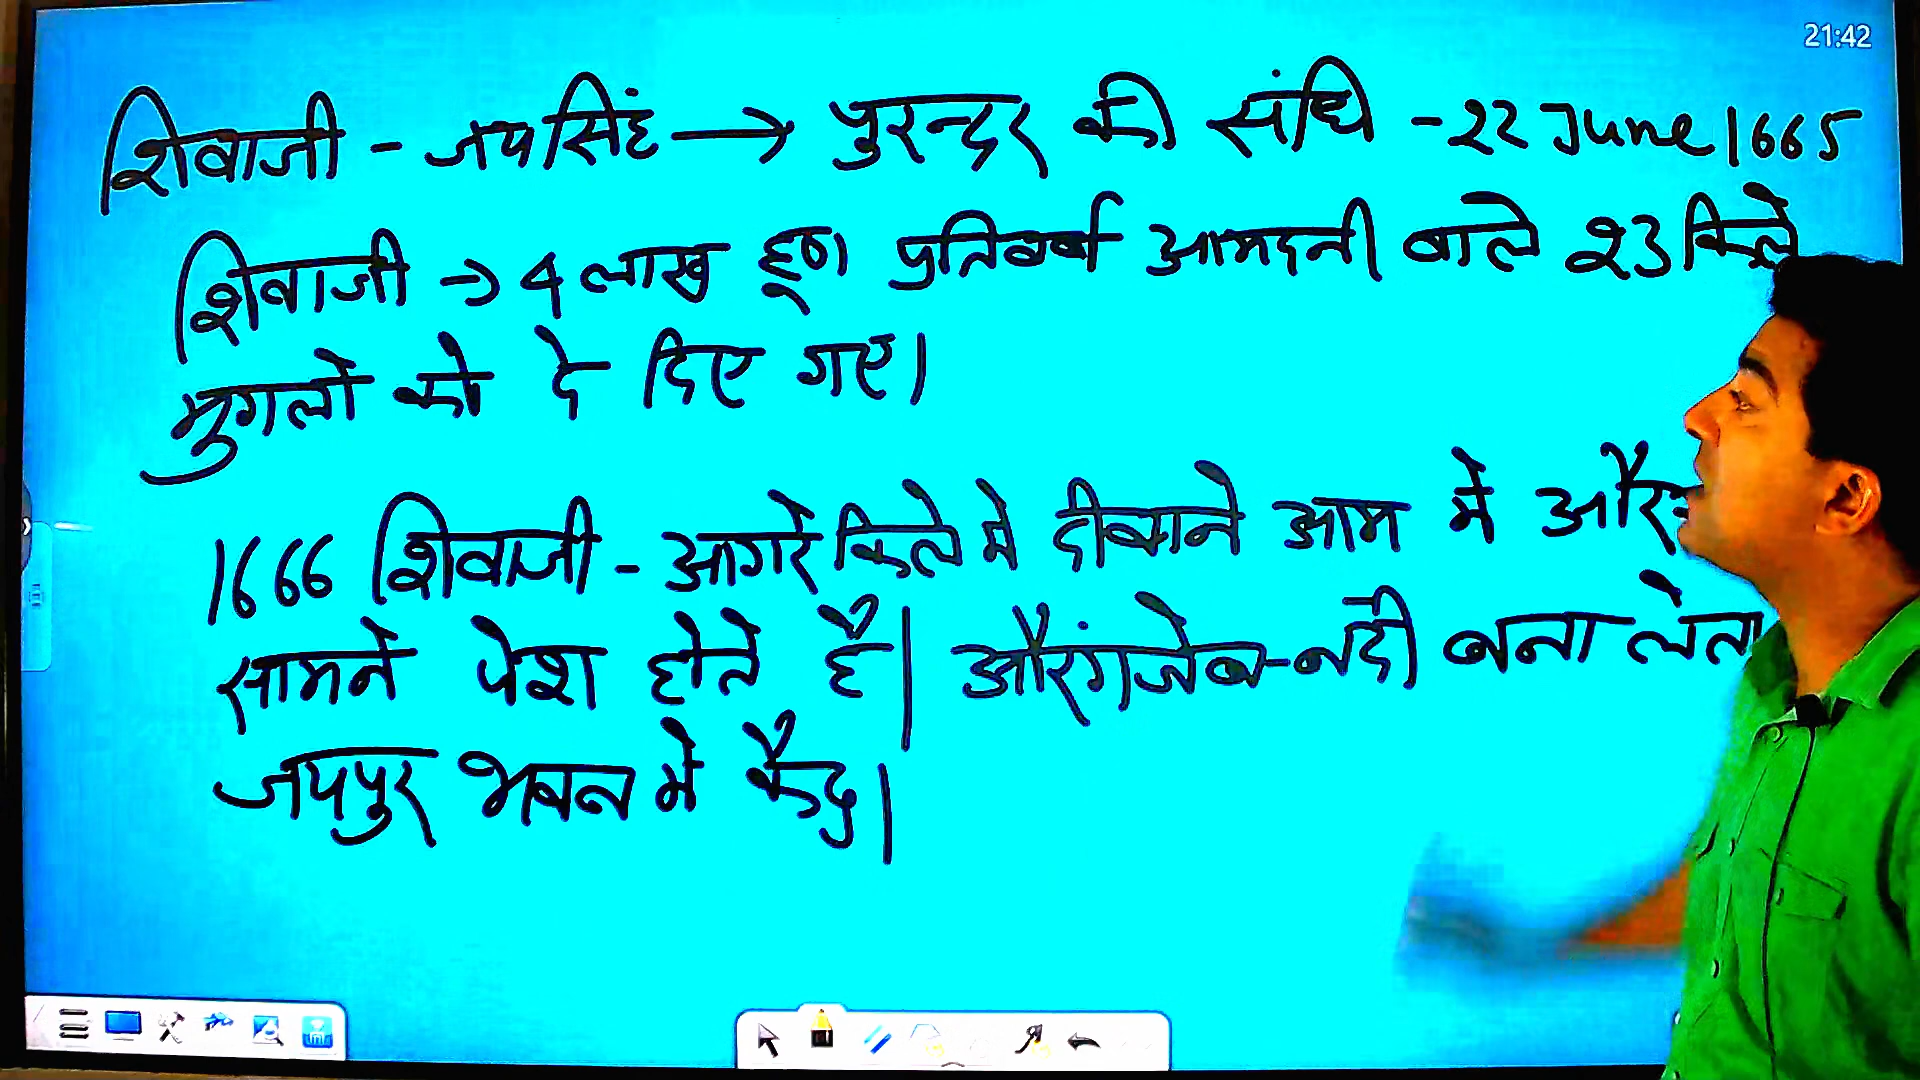 21:42
शिवाजी - जयसिंह → पुरन्दर की संधि - 22 June 1665
शिवाजी → 4 लाख हूण प्रतिवर्ष आमदनी वाले 23 किले
मुगलों को दे दिए गए।
1666 शिवाजी - आगरे किले में दीवाने आम में
सामने पेश होते है। औरंगजेब - बंदी बना लेता
जयपुर भवन में कैद।